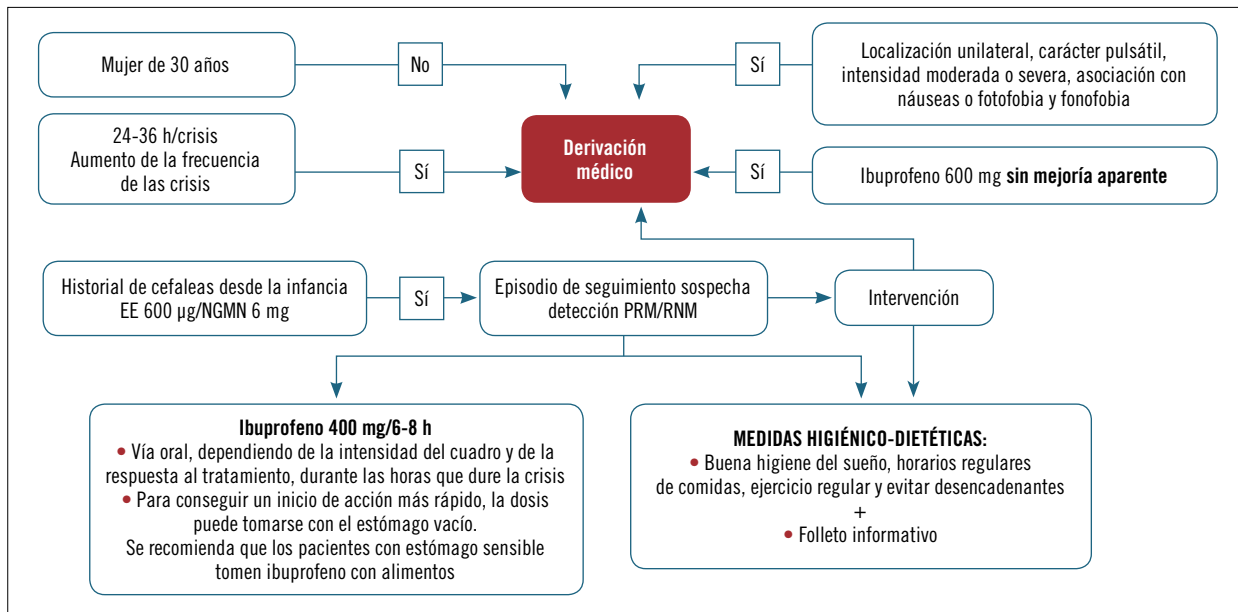 Mujer de 30 años
No
Sí
Localización unilateral, carácter pulsátil,
intensidad moderada o severa, asociación con
náuseas o fotofobia y fonofobia
24-36 h/crisis
Aumento de la frecuencia
de las crisis
Sí
Derivación
médico
Sí
Ibuprofeno 600 mg sin mejoría aparente
Historial de cefaleas desde la infancia
EE 600 µg/NGMN 6 mg
Sí
Episodio de seguimiento sospecha
detección PRM/RNM
Intervención
Ibuprofeno 400 mg/6-8 h
• Vía oral, dependiendo de la intensidad del cuadro y de la
respuesta al tratamiento, durante las horas que dure la crisis
• Para conseguir un inicio de acción más rápido, la dosis
puede tomarse con el estómago vacío.
Se recomienda que los pacientes con estómago sensible
tomen ibuprofeno con alimentos
MEDIDAS HIGIÉNICO-DIETÉTICAS:
• Buena higiene del sueño, horarios regulares
de comidas, ejercicio regular y evitar desencadenantes
+
• Folleto informativo